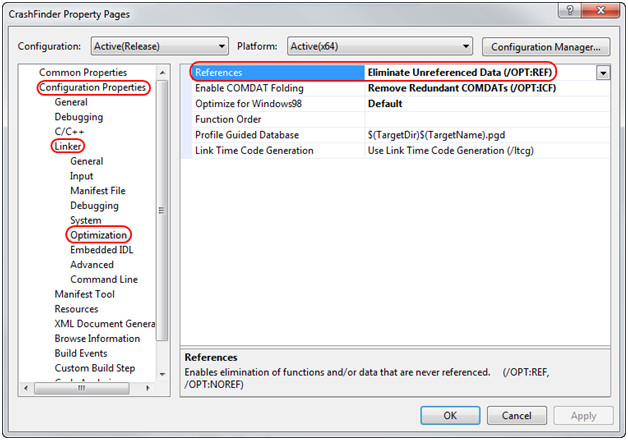 CrashFinder Property Pages
Configuration: Active(Release) Platform: Active(x64) Configuration Manager...
Common Properties
Configuration Properties
General
Debugging
C/C++
Linker
General
Input
Manifest File
Debugging
System
Optimization
Embedded IDL
Advanced
Command Line
Manifest Tool
Resources
XML Document Genera
Browse Information
Build Events
Custom Build Step
References Eliminate Unreferenced Data (/OPT:REF)
Enable COMDAT Folding Remove Redundant COMDATs (/OPT:ICF)
Optimize for Windows98 Default
Function Order
Profile Guided Database $(TargetDir)$(TargetName).pgd
Link Time Code Generation Use Link Time Code Generation (/ltcg)
References
Enables elimination of functions and/or data that are never referenced. (/OPT:REF,
/OPT:NOREF)
OK Cancel Apply